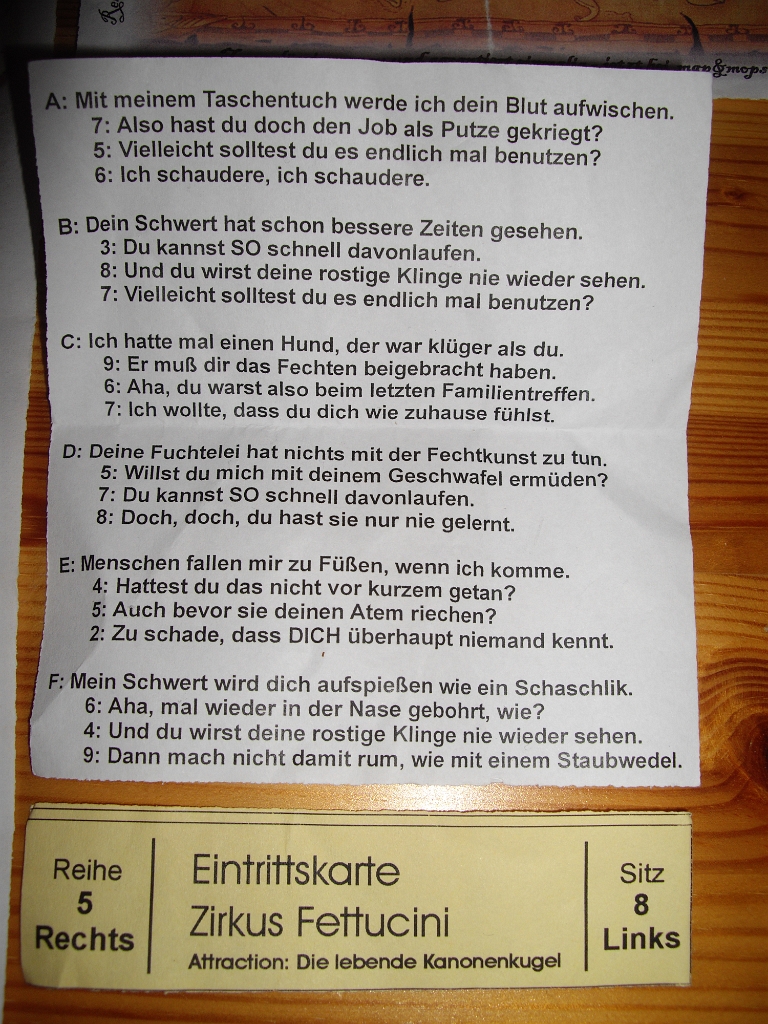 map&mops
A: Mit meinem Taschentuch werde ich dein Blut aufwischen.
7: Also hast du doch den Job als Putze gekriegt?
5: Vielleicht solltest du es endlich mal benutzen?
6: Ich schaudere, ich schaudere.
B: Dein Schwert hat schon bessere Zeiten gesehen.
3: Du kannst SO schnell davonlaufen.
8: Und du wirst deine rostige Klinge nie wieder sehen.
7: Vielleicht solltest du es endlich mal benutzen?
C: Ich hatte mal einen Hund, der war klüger als du.
9: Er muß dir das Fechten beigebracht haben.
6: Aha, du warst also beim letzten Familientreffen.
7: Ich wollte, dass du dich wie zuhause fühlst.
D: Deine Fuchtelei hat nichts mit der Fechtkunst zu tun.
5: Willst du mich mit deinem Geschwafel ermüden?
7: Du kannst SO schnell davonlaufen.
8: Doch, doch, du hast sie nur nie gelernt.
E: Menschen fallen mir zu Füßen, wenn ich komme.
4: Hattest du das nicht vor kurzem getan?
5: Auch bevor sie deinen Atem riechen?
2: Zu schade, dass DICH überhaupt niemand kennt.
F: Mein Schwert wird dich aufspießen wie ein Schaschlik.
6: Aha, mal wieder in der Nase gebohrt, wie?
4: Und du wirst deine rostige Klinge nie wieder sehen.
9: Dann mach nicht damit rum, wie mit einem Staubwedel.
Reihe
5
Rechts
Eintrittskarte
Zirkus Fettucini
Attraction: Die lebende Kanonenkugel
Sitz
8
Links